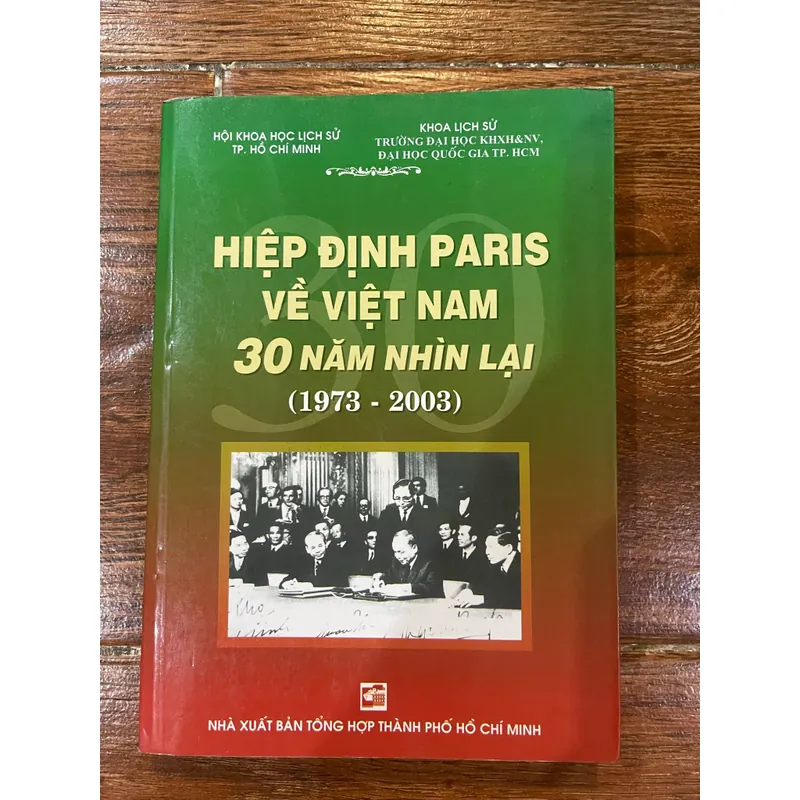 HỘI KHOA HỌC LỊCH SỬ
TP. HỒ CHÍ MINH
KHOA LỊCH SỬ
TRƯỜNG ĐẠI HỌC KHXH&NV,
ĐẠI HỌC QUỐC GIA TP. HCM
30
HIỆP ĐỊNH PARIS
VỀ VIỆT NAM
30 NĂM NHÌN LẠI
(1973 - 2003)
NHÀ XUẤT BẢN TỔNG HỢP THÀNH PHỐ HỒ CHÍ MINH